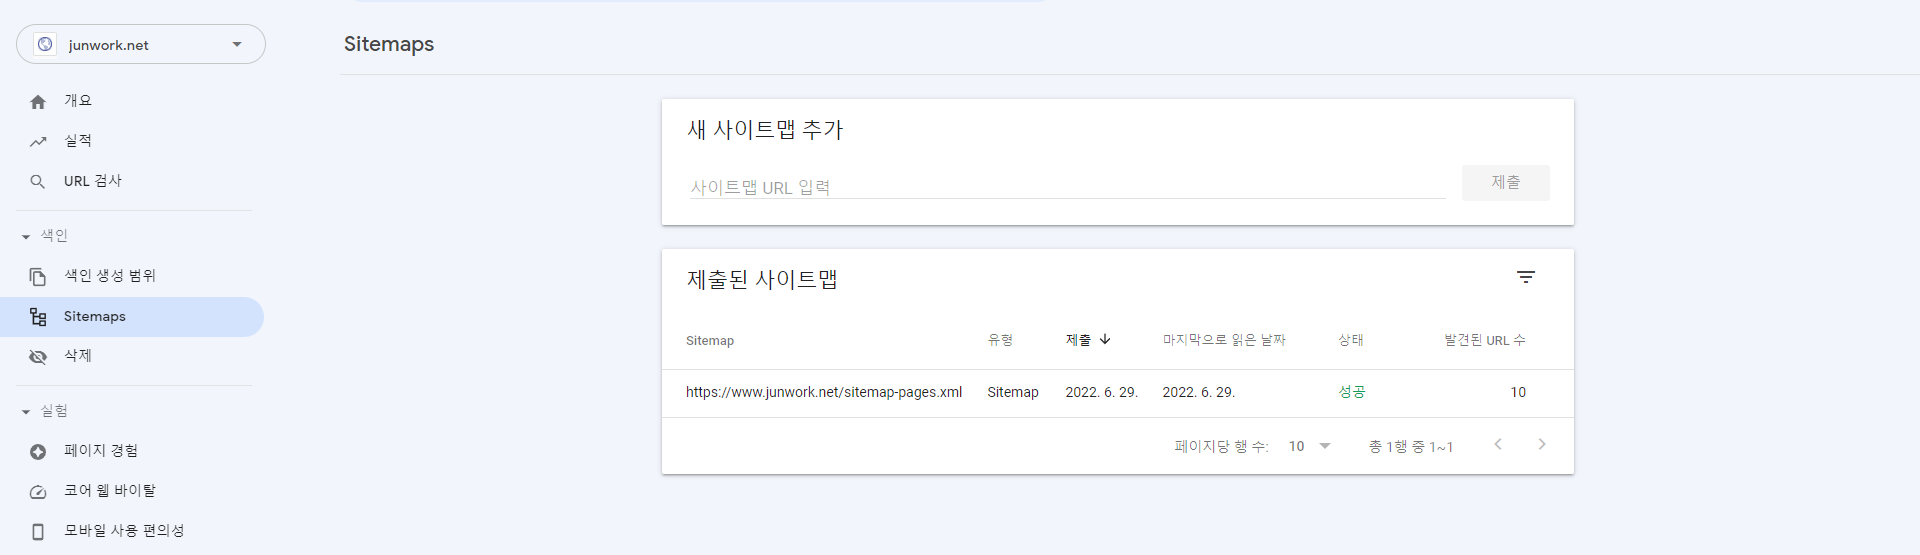 junwork.net
개요
실적
URL 검사
색인
색인 생성 범위
Sitemaps
삭제
실험
페이지 경험
코어 웹 바이탈
모바일 사용 편의성
Sitemaps
새 사이트맵 추가
사이트맵 URL 입력
제출
제출된 사이트맵
Sitemap 유형 제출 마지막으로 읽은 날짜 상태 발견된 URL 수
https://www.junwork.net/sitemap-pages.xml Sitemap 2022. 6. 29. 2022. 6. 29. 성공 10
페이지당 행 수: 10 총 1행 중 1~1